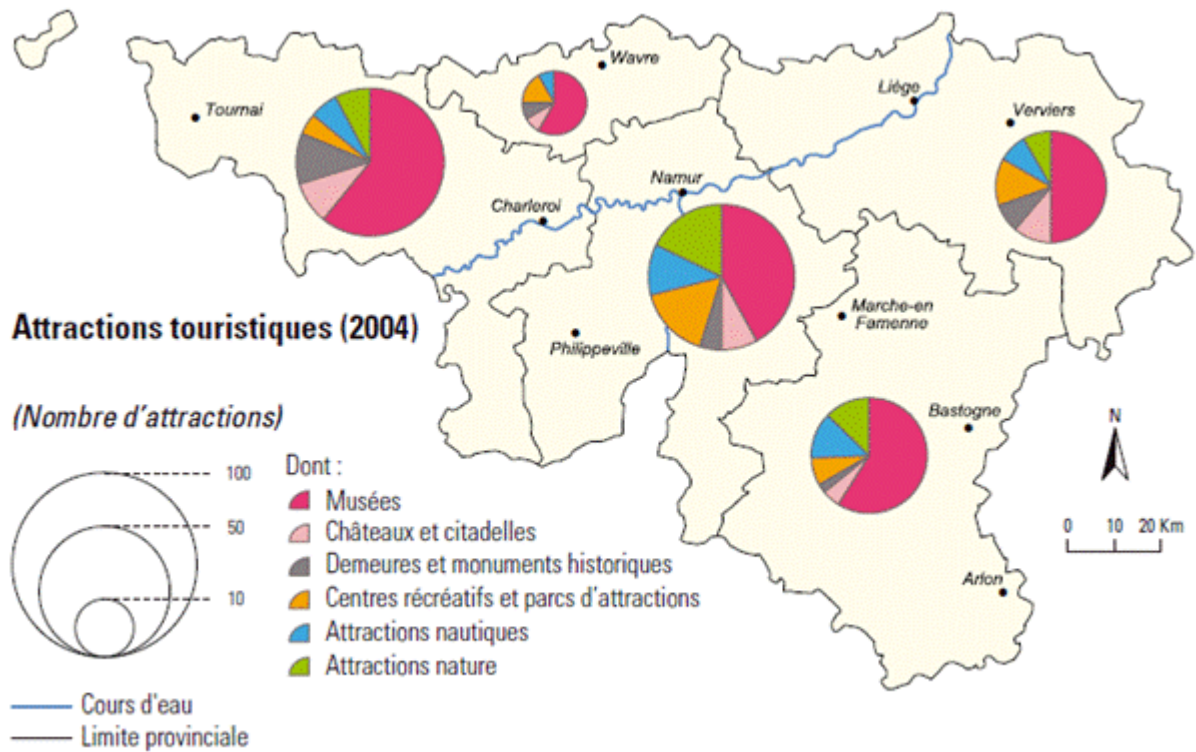 Wavre
Tournai
Liège
Verviers
Namur
Charleroi
Marche-en
Famenne
Philippeville
Bastogne
Arlon
Attractions touristiques (2004)
(Nombre d'attractions)
100
50
10
Dont :
Musées
Châteaux et citadelles
Demeures et monuments historiques
Centres récréatifs et parcs d'attractions
Attractions nautiques
Attractions nature
Cours d'eau
Limite provinciale
N
0 10 20 Km